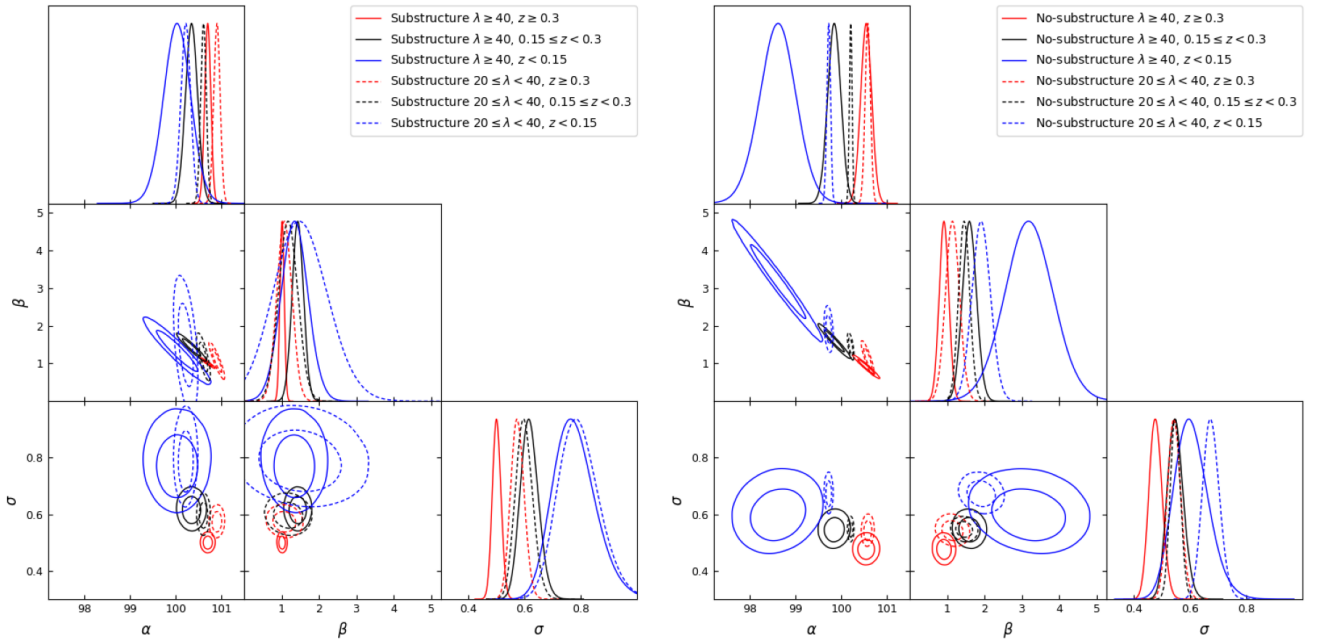 Substructure λ ≥ 40, z ≥ 0.3
Substructure λ ≥ 40, 0.15 ≤ z < 0.3
Substructure λ ≥ 40, z < 0.15
Substructure 20 ≤ λ < 40, z ≥ 0.3
Substructure 20 ≤ λ < 40, 0.15 ≤ z < 0.3
Substructure 20 ≤ λ < 40, z < 0.15
5
4
3
2
1
β
0.8
0.6
0.4
σ
98 99 100 101
1 2 3 4 5
0.4 0.6 0.8
α β σ
No-substructure λ ≥ 40, z ≥ 0.3
No-substructure λ ≥ 40, 0.15 ≤ z < 0.3
No-substructure λ ≥ 40, z < 0.15
No-substructure 20 ≤ λ < 40, z ≥ 0.3
No-substructure 20 ≤ λ < 40, 0.15 ≤ z < 0.3
No-substructure 20 ≤ λ < 40, z < 0.15
5
4
3
2
1
β
0.8
0.6
0.4
σ
98 99 100 101
1 2 3 4 5
0.4 0.6 0.8
α β σ